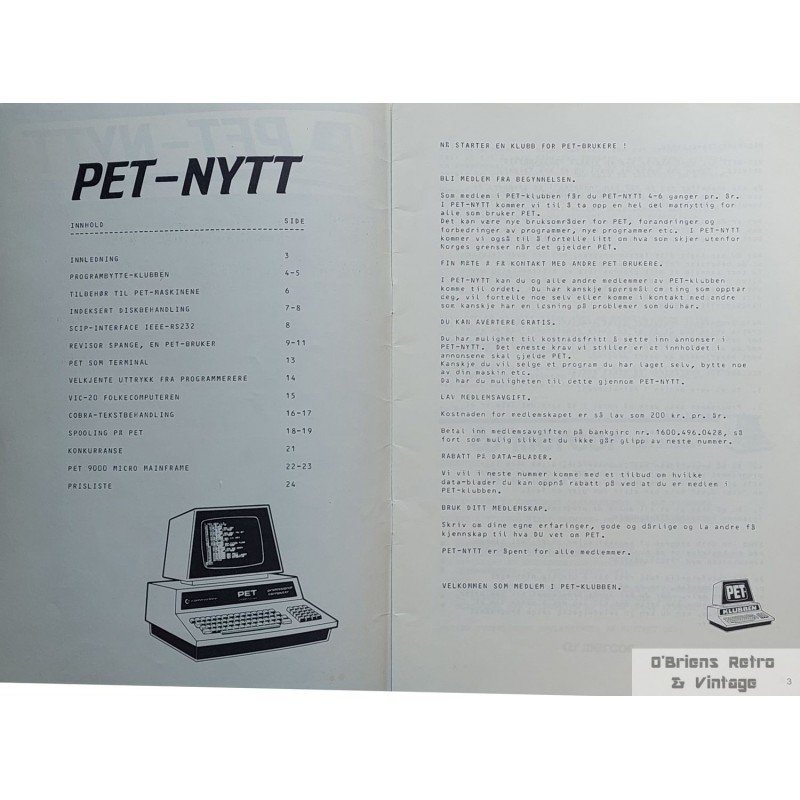 PET-NYTT
INNHOLD SIDE
INNLEDNING 3
PROGRAMBYTTE-KLUBBEN 4-5
TILBEHØR TIL PET-MASKINENE 6
INDEKSERT DISKBEHANDLING 7-8
SCIP-INTERFACE IEEE-RS232 8
REVISOR SPANGE, EN PET-BRUKER 9-11
PET SOM TERMINAL 13
VELKJENTE UTTRYKK FRA PROGRAMMERERE 14
VIC-20 FOLKECOMPUTEREN 15
COBRA-TEKSTBEHANDLING 16-17
SPOOLING PÅ PET 18-19
KONKURRANSE 21
PET 9000 MICRO MAINFRAME 22-23
PRISLISTE 24
commodore PET
NÅ STARTER EN KLUBB FOR PET-BRUKERE !
BLI MEDLEM FRA BEGYNNELSEN.
Som medlem i PET-klubben får du PET-NYTT 4-6 ganger pr. år.
I PET-NYTT kommer vi til å ta opp en hel del matnyttig for
alle som bruker PET.
Det kan være nye bruksområder for PET, forandringer og
forbedringer av programmer, nye programmer etc. I PET-NYTT
kommer vi også til å fortelle litt om hva som skjer utenfor
Norges grenser når det gjelder PET.
FIN MÅTE Å FÅ KONTAKT MED ANDRE PET BRUKERE.
I PET-NYTT kan du og alle andre medlemmer av PET-klubben
komme til ordet. Du har kanskje spørsmål om ting som opptar
deg, vil fortelle noe selv eller komme i kontakt med andre
som kanskje har en løsning på problemer som du har.
DU KAN AVERTERE GRATIS.
Du har mulighet til kostnadsfritt å sette inn annonser i
PET-NYTT. Det eneste krav vi stiller er at innholdet i
annonsene skal gjelde PET.
Kanskje du vil selge et program du har laget selv, bytte noe
av din maskin etc.
Da har du muligheten til dette gjennom PET-NYTT.
LAV MEDLEMSAVGIFT.
Kostnaden for medlemskapet er så lav som 200 kr. pr. år.
Betal inn medlemsavgiften på bankgiro nr. 1600.496.0428, så
fort som mulig slik at du ikke går glipp av neste nummer.
RABATT PÅ DATA-BLADER.
Vi vil i neste nummer komme med et tilbud om hvilke
data-blader du kan oppnå rabatt på ved at du er medlem i
PET-klubben.
BRUK DITT MEDLEMSKAP.
Skriv om dine egne erfaringer, gode og dårlige og la andre få
kjennskap til hva DU vet om PET.
PET-NYTT er åpent for alle medlemmer.
VELKOMMEN SOM MEDLEM I PET-KLUBBEN.
PET
KLUBBEN
O'Briens Retro
& Vintage
3